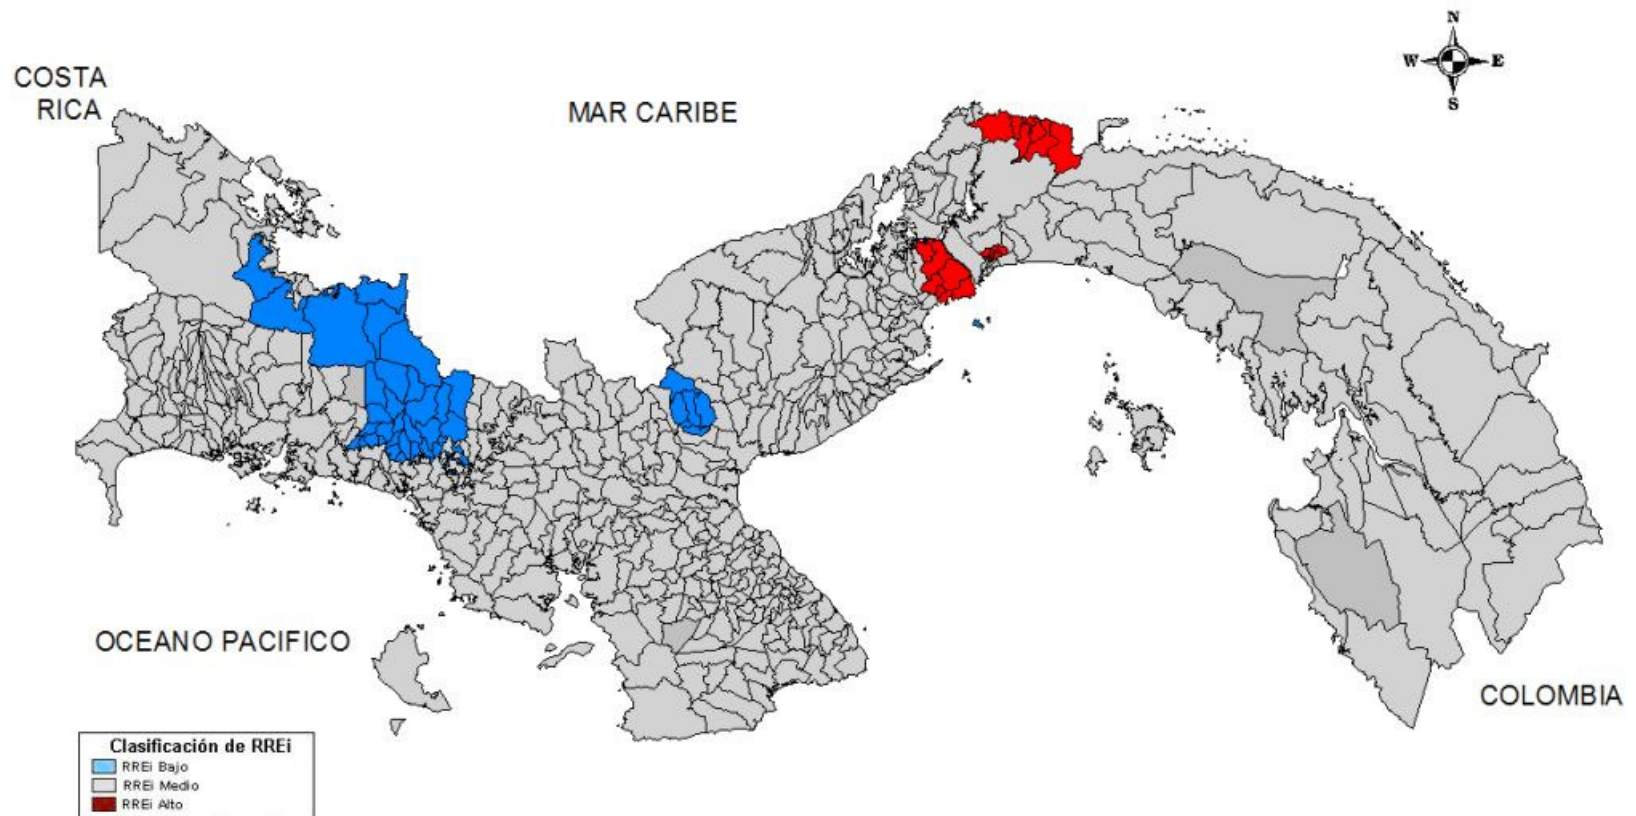 N
W E
S
COSTA
RICA
MAR CARIBE
OCEANO PACIFICO
COLOMBIA
Clasificación de RREi
RREi Bajo
RREi Medio
RREi Alto